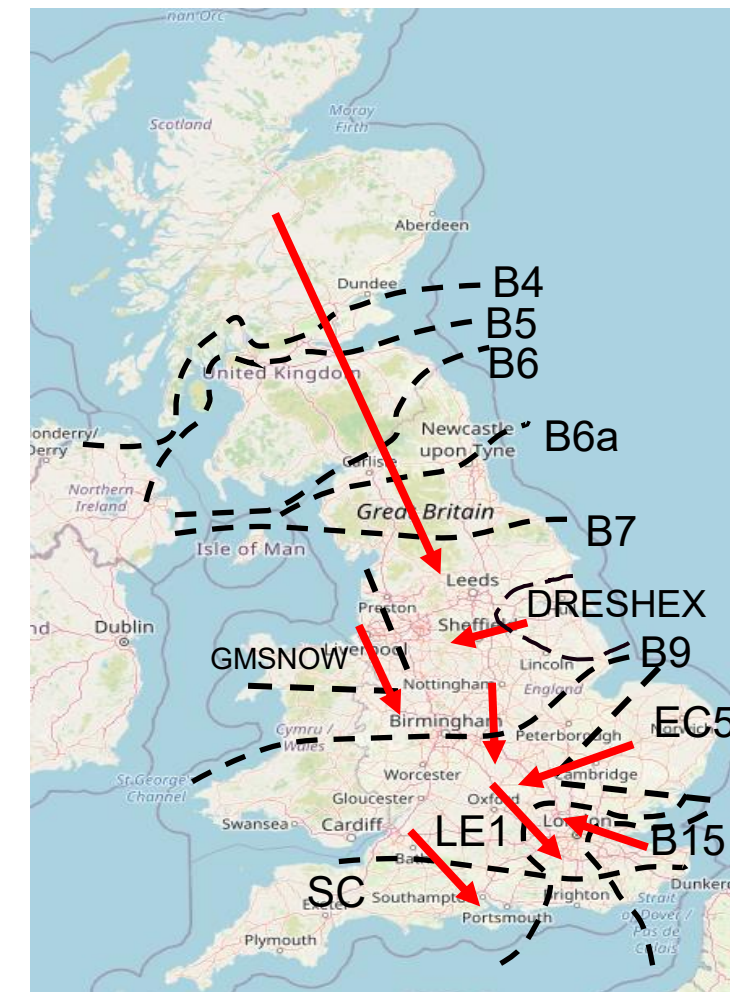 nan Orc
Moray
Firth
Scotland
Aberdeen
Dundee
B4
B5
B6
United Kingdom
Newcastle
upon Tyne
B6a
onderry/
Derry
Carlisle
Northern
Ireland
Great Britain
B7
Isle of Man
Leeds
Preston
DRESHEX
Sheffield
nd
Dublin
Liverpool
GMSNOW
Lincoln
B9
Nottingham
England
EC5
Birmingham
Norwich
Cymru /
Wales
Peterborough
St George
Channel
Worcester
Cambridge
Gloucester
Oxford
Swansea
Cardiff
LE1
London
B15
Bath
SC
Exeter
Southampt
Brighton
Portsmouth
Strait
of Dover /
Pas de
Calais
Dunkerq
Plymouth